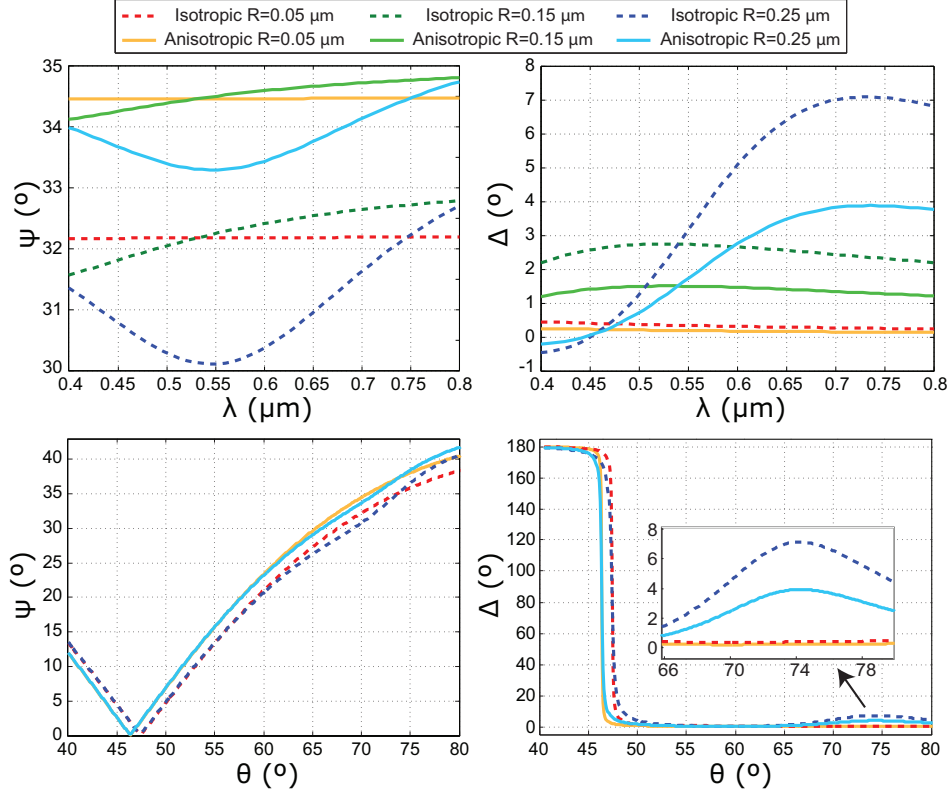 Isotropic R=0.05 µm Isotropic R=0.15 µm Isotropic R=0.25 µm
Anisotropic R=0.05 µm Anisotropic R=0.15 µm Anisotropic R=0.25 µm
35
34
33
32
31
30
Ψ (º)
0.4 0.45 0.5 0.55 0.6 0.65 0.7 0.75 0.8
λ (µm)
8
7
6
5
4
3
2
1
0
-1
Δ (º)
0.4 0.45 0.5 0.55 0.6 0.65 0.7 0.75 0.8
λ (µm)
40
35
30
25
20
15
10
5
0
Ψ (º)
40 45 50 55 60 65 70 75 80
θ (º)
180
160
140
120
100
80
60
40
20
0
Δ (º)
8
6
4
2
0
66 70 74 78
40 45 50 55 60 65 70 75 80
θ (º)